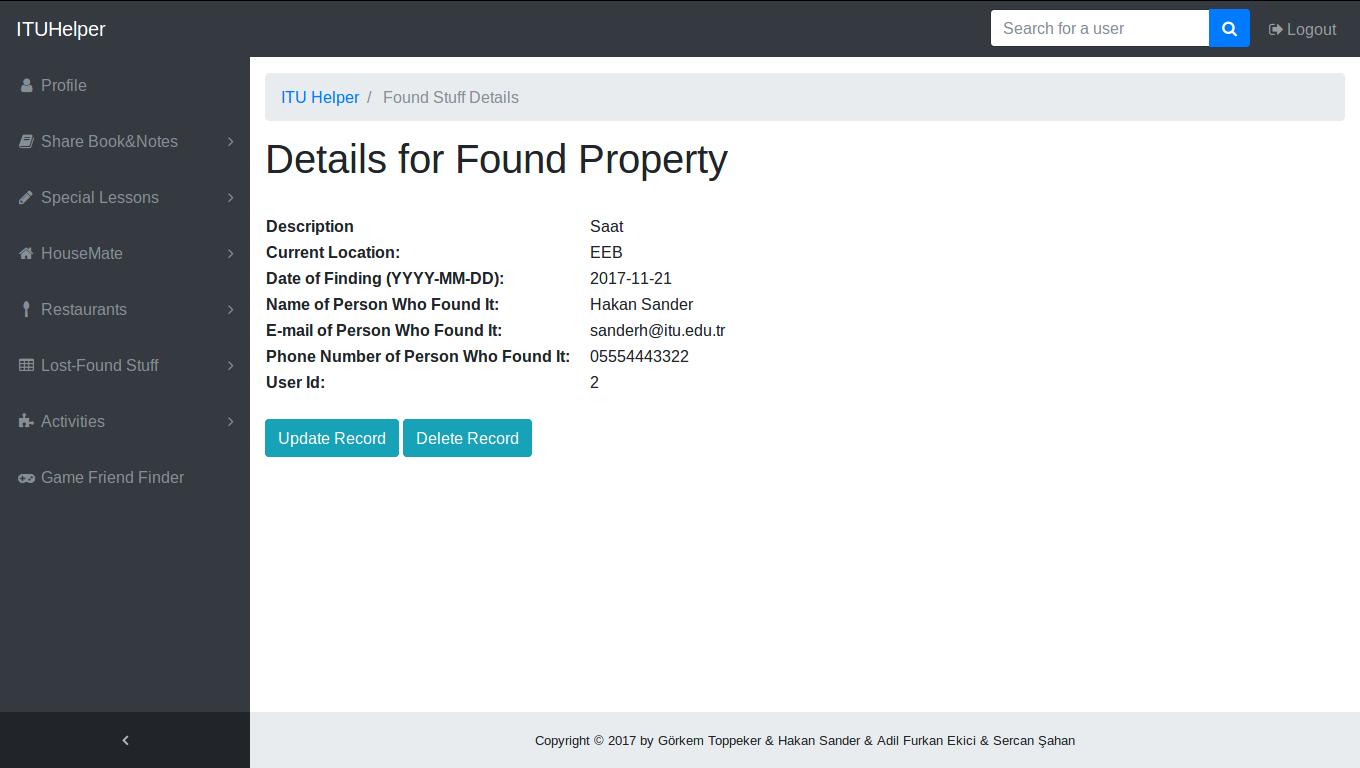 ITUHelper
Search for a user
Logout
Profile
Share Book&Notes
Special Lessons
HouseMate
Restaurants
Lost-Found Stuff
Activities
Game Friend Finder
ITU Helper / Found Stuff Details
Details for Found Property
Description Saat
Current Location: EEB
Date of Finding (YYYY-MM-DD): 2017-11-21
Name of Person Who Found It: Hakan Sander
E-mail of Person Who Found It: sanderh@itu.edu.tr
Phone Number of Person Who Found It: 05554443322
User Id: 2
Update Record Delete Record
Copyright © 2017 by Görkem Toppeker & Hakan Sander & Adil Furkan Ekici & Sercan Şahan